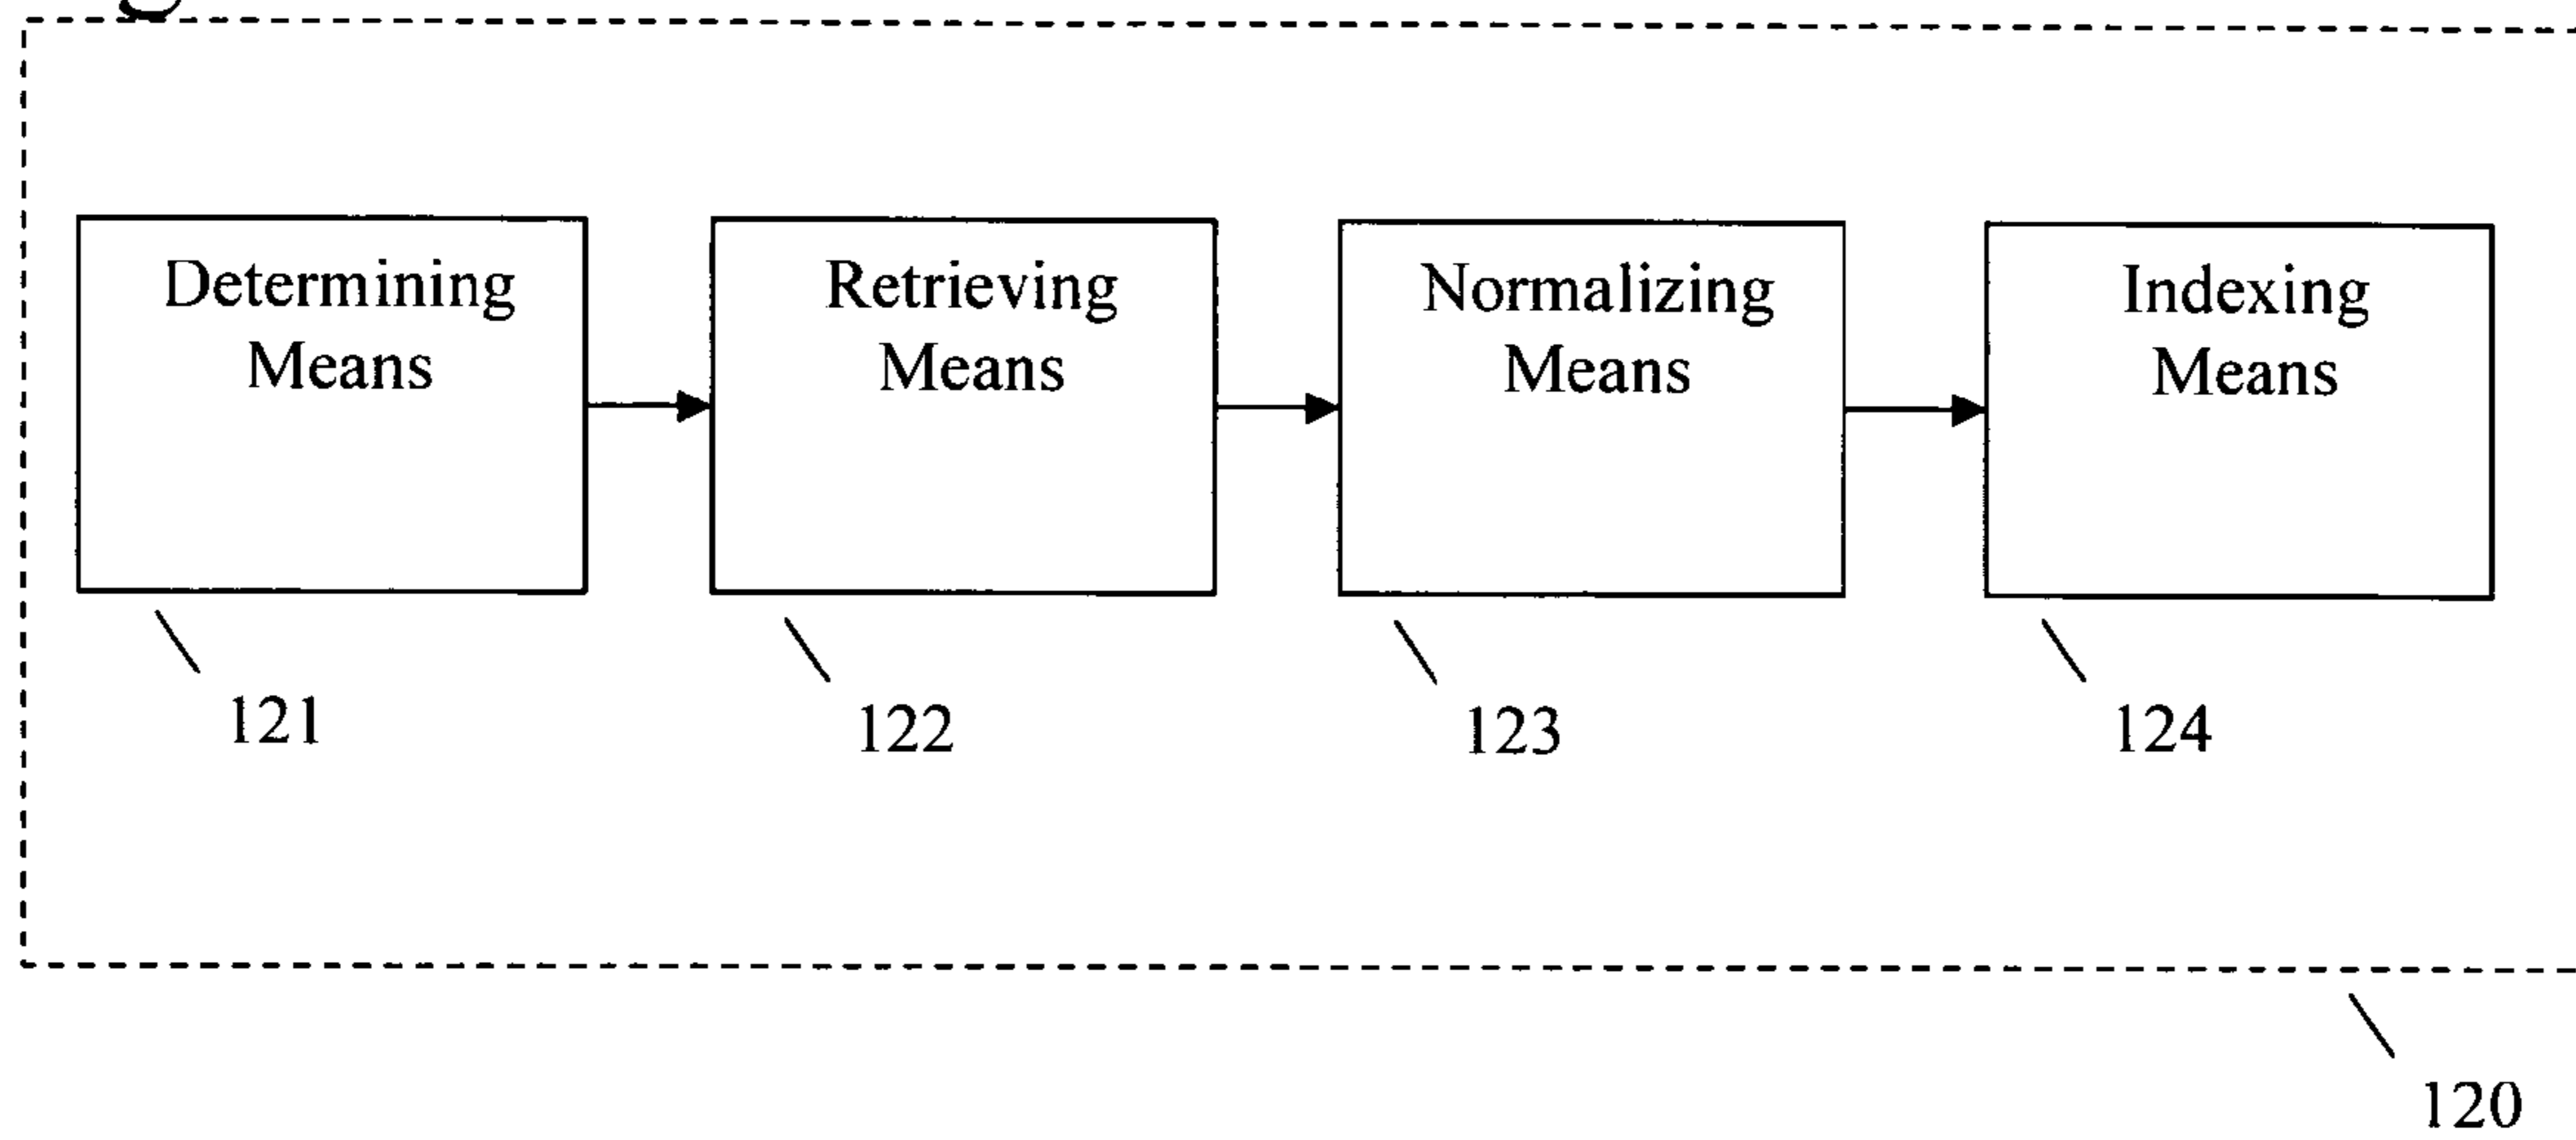 Determining
Means
Retrieving
Means
Normalizing
Means
Indexing
Means
121
122
123
124
120